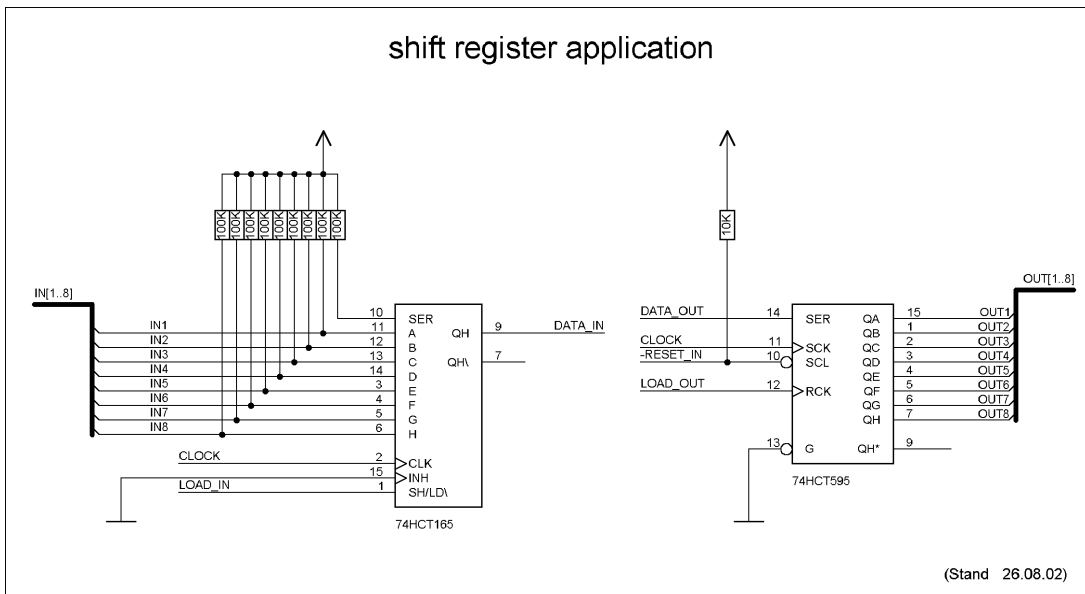 shift register application
100K 100K 100K 100K 100K 100K 100K 100K 100K
10K
IN[1..8]
OUT[1..8]
IN1 11 A
IN2 12 B
IN3 13 C
IN4 14 D
IN5 3 E
IN6 4 F
IN7 5 G
IN8 6 H
10 SER
QH 9 DATA_IN
QH\ 7
CLOCK 2 CLK
15 INH
LOAD_IN 1 SH/LD\
74HCT165
DATA_OUT 14 SER
CLOCK 11 SCK
-RESET_IN 10 SCL
LOAD_OUT 12 RCK
13 G
QA 15 OUT1
QB 1 OUT2
QC 2 OUT3
QD 3 OUT4
QE 4 OUT5
QF 5 OUT6
QG 6 OUT7
QH 7 OUT8
QH* 9
74HCT595
(Stand 26.08.02)